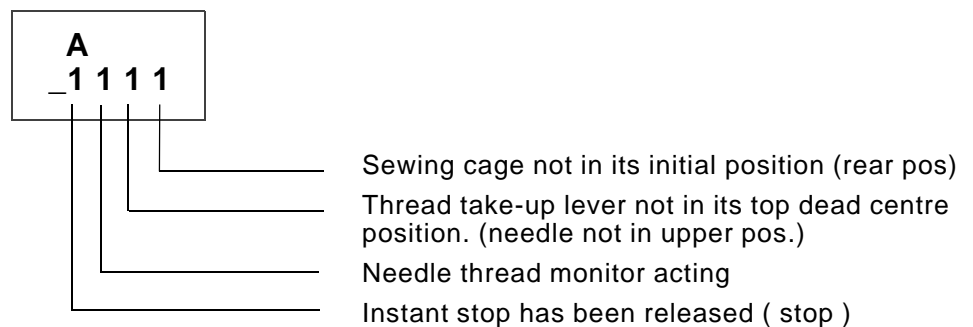 A
_1 1 1 1
Sewing cage not in its initial position (rear pos)
Thread take-up lever not in its top dead centre
position. (needle not in upper pos.)
Needle thread monitor acting
Instant stop has been released ( stop )